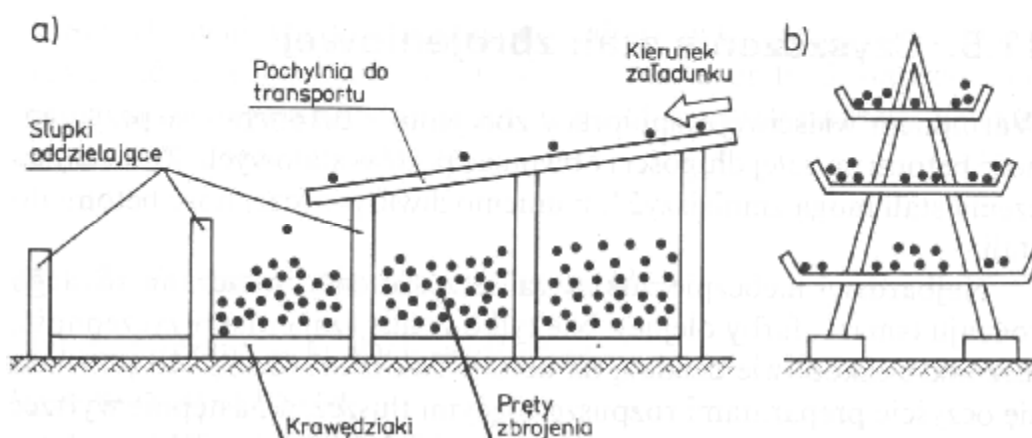 a)
b)
Pochylnia do
transportu
Kierunek
załadunku
Słupki
oddzielające
Krawędziaki
Pręty
zbrojenia